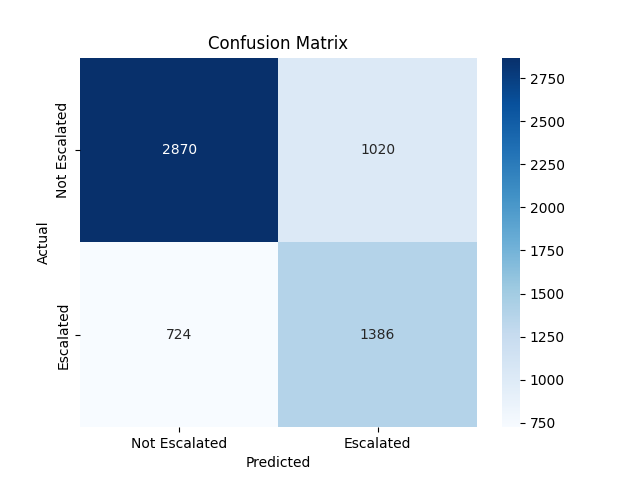 Confusion Matrix
Not Escalated
Escalated
Actual
2870
1020
724
1386
Not Escalated
Escalated
Predicted
2750
2500
2250
2000
1750
1500
1250
1000
750